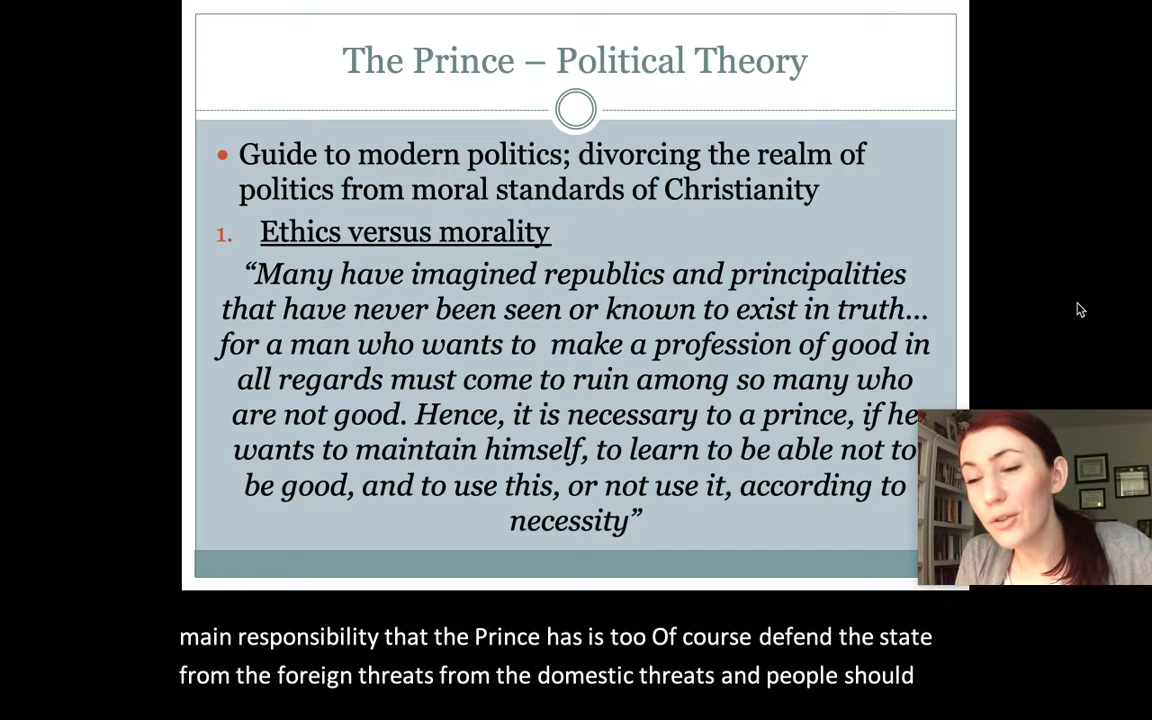 The Prince – Political Theory
Guide to modern politics; divorcing the realm of
politics from moral standards of Christianity
1. Ethics versus morality
“Many have imagined republics and principalities
that have never been seen or known to exist in truth…
for a man who wants to make a profession of good in
all regards must come to ruin among so many who
are not good. Hence, it is necessary to a prince, if he
wants to maintain himself, to learn to be able not to
be good, and to use this, or not use it, according to
necessity”
main responsibility that the Prince has is too Of course defend the state
from the foreign threats from the domestic threats and people should